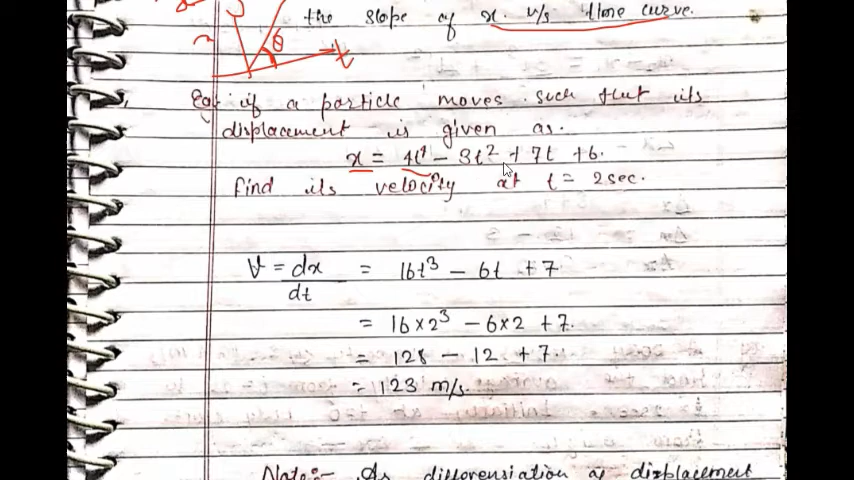 the slope of x v/s time curve.
θ
t
Eg: if a particle moves such that its
displacement is given as.
x = 4t⁴ - 3t² + 7t + 6.
find its velocity at t = 2sec.
V = dx/dt = 16t³ - 6t + 7
= 16×2³ - 6×2 + 7.
= 128 - 12 + 7.
= 123 m/s.
Note:- As differensiation of displacement